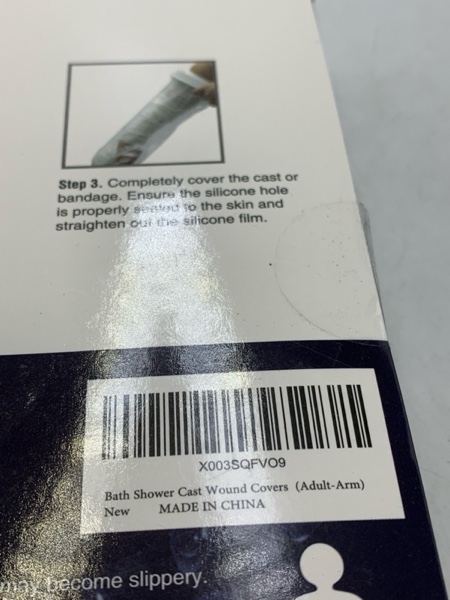 Step 3. Completely cover the cast or
bandage. Ensure the silicone hole
is properly sealed to the skin and
straighten out the silicone film.
X003SQFVO9
Bath Shower Cast Wound Covers (Adult-Arm)
New MADE IN CHINA
may become slippery.